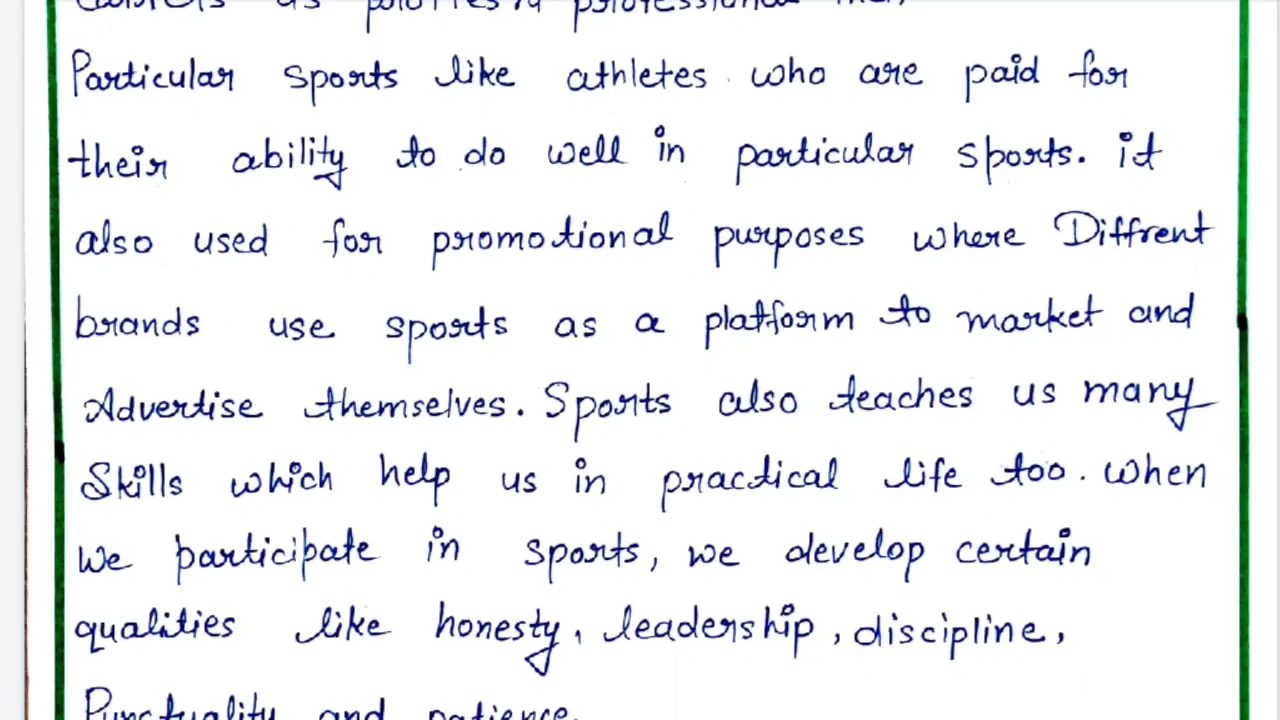 Particular sports like athletes who are paid for
their ability to do well in particular sports. it
also used for promotional purposes where Diffrent
brands use sports as a platform to market and
Advertise themselves. Sports also teaches us many
Skills which help us in practical life too. when
we participate in sports, we develop certain
qualities like honesty, leadership, discipline,
Punctuality and patience.